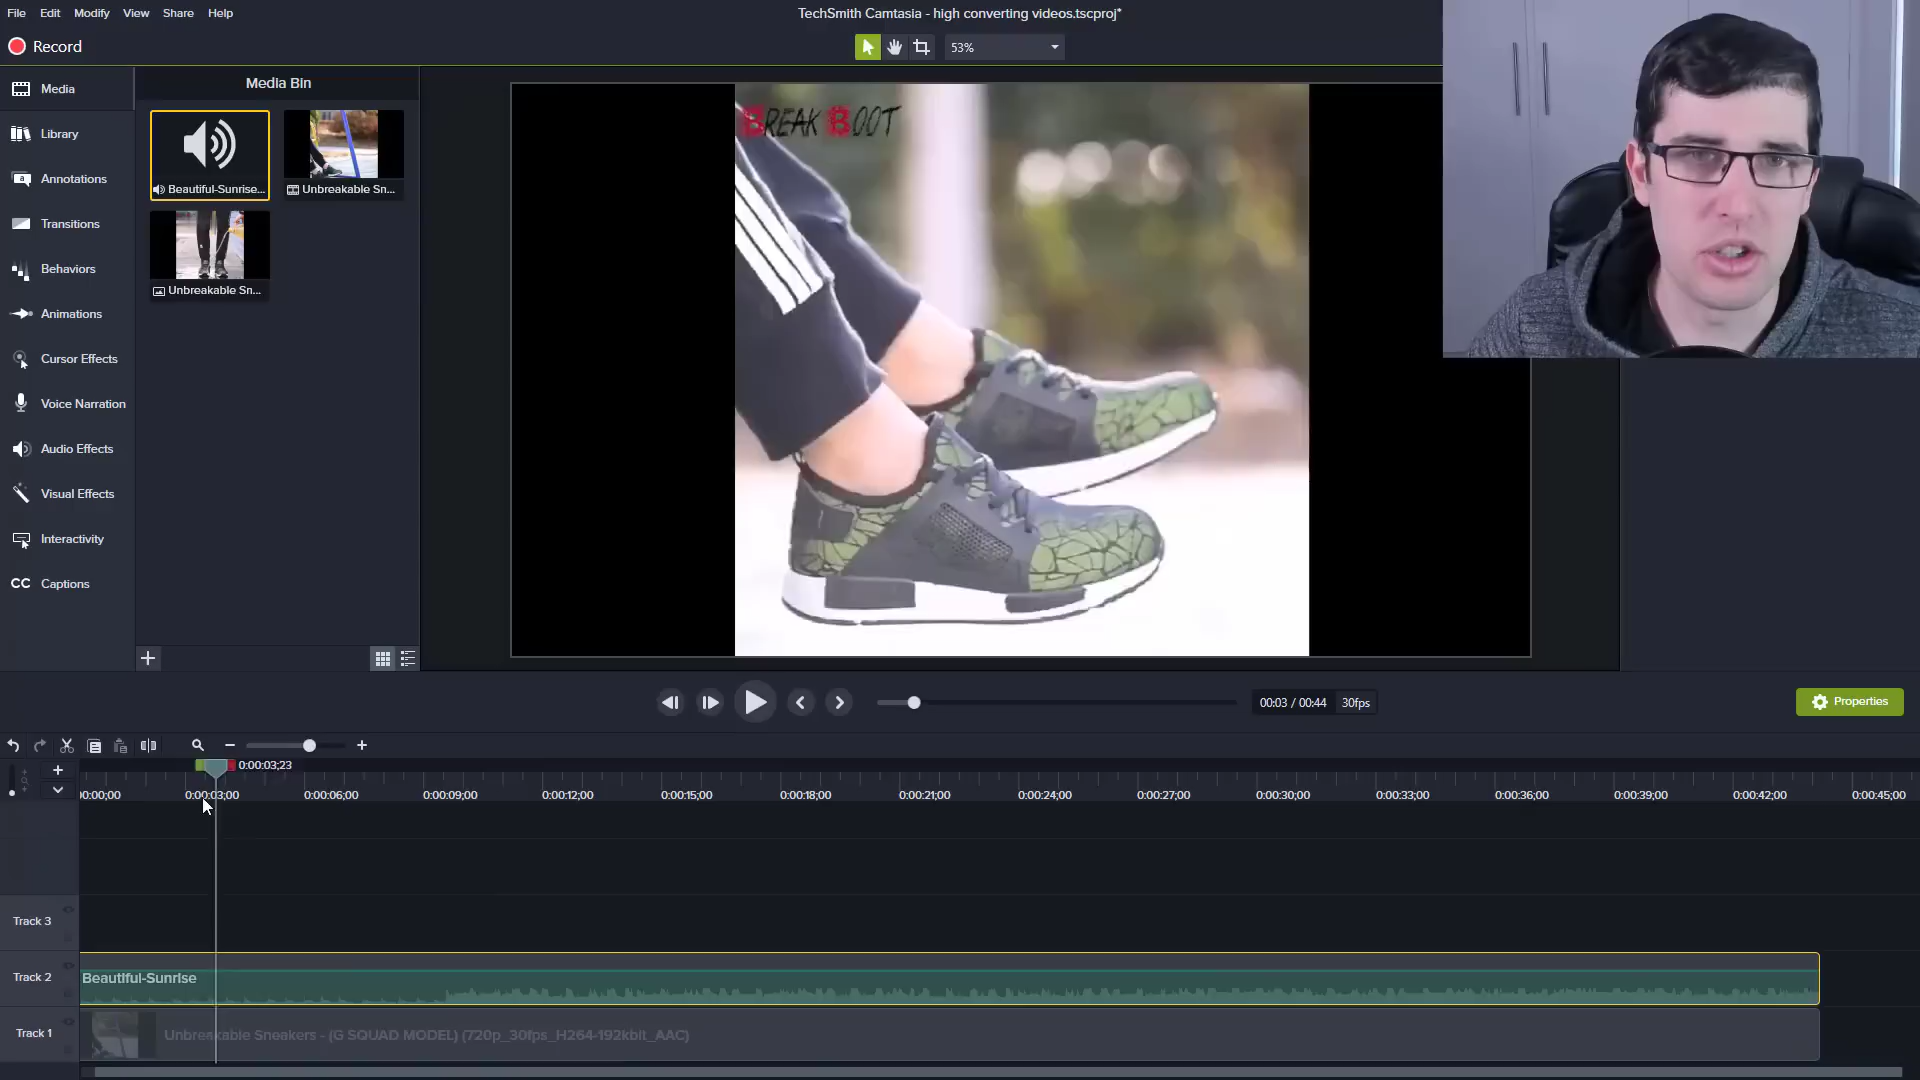 File Edit Modify View Share Help
TechSmith Camtasia - high converting videos.tscproj*
Record
53%
Media
Media Bin
Library
Annotations
Transitions
Behaviors
Animations
Cursor Effects
Voice Narration
Audio Effects
Visual Effects
Interactivity
CC Captions
Beautiful-Sunrise...
Unbreakable Sn...
Unbreakable Sn...
BREAK BOOT
00:03 / 00:44 30fps
Properties
0:00:03;23
0:00:03;00 0:00:06;00 0:00:09;00 0:00:12;00 0:00:15;00 0:00:18;00 0:00:21;00 0:00:24;00 0:00:27;00 0:00:30;00 0:00:33;00 0:00:36;00 0:00:39;00 0:00:42;00 0:00:45;00
Track 3
Track 2
Beautiful-Sunrise
Track 1
Unbreakable Sneakers - (G SQUAD MODEL) (720p_30fps_H264-192kbit_AAC)